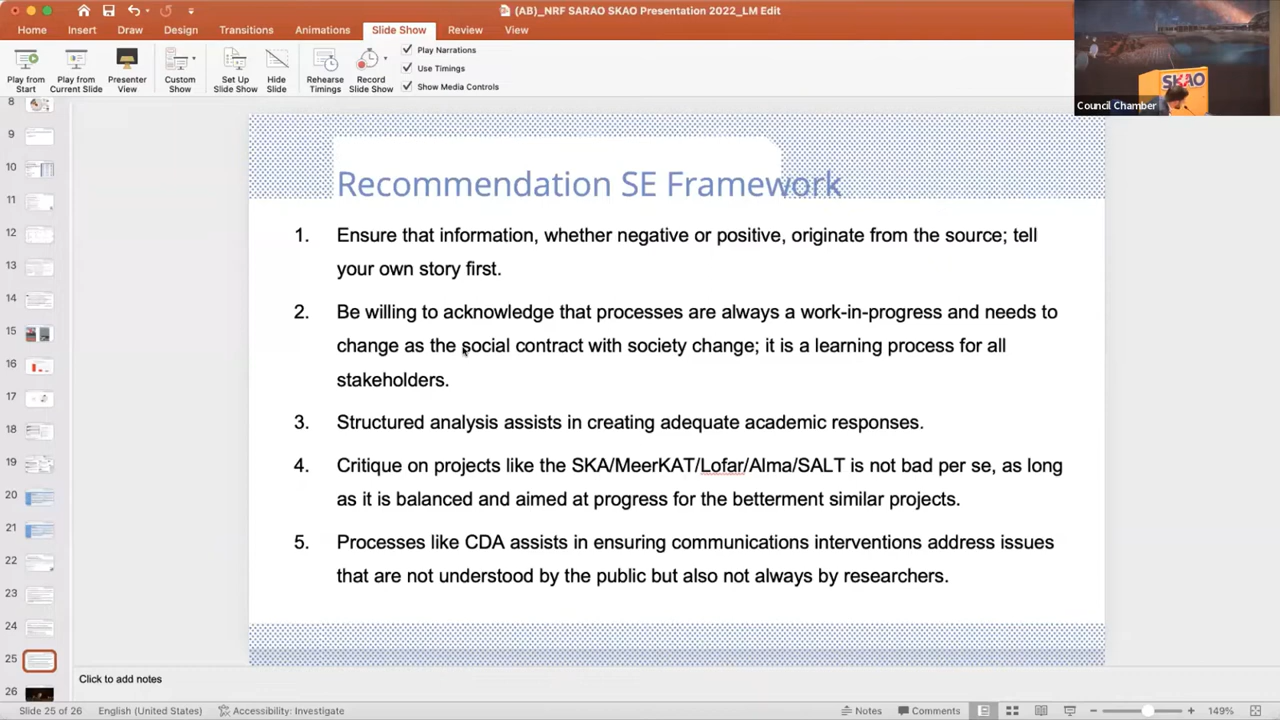 (AB)_NRF SARAO SKAO Presentation 2022_LM Edit
Home Insert Draw Design Transitions Animations Slide Show Review View
Play from Start
Play from Current Slide
Presenter View
Custom Show
Set Up Slide Show
Hide Slide
Rehearse Timings
Record Slide Show
Play Narrations
Use Timings
Show Media Controls
SKAO
Council Chamber
8
9
10
11
12
13
14
15
16
17
18
20
21
22
23
24
25
26
Recommendation SE Framework
1. Ensure that information, whether negative or positive, originate from the source; tell
your own story first.
2. Be willing to acknowledge that processes are always a work-in-progress and needs to
change as the social contract with society change; it is a learning process for all
stakeholders.
3. Structured analysis assists in creating adequate academic responses.
4. Critique on projects like the SKA/MeerKAT/Lofar/Alma/SALT is not bad per se, as long
as it is balanced and aimed at progress for the betterment similar projects.
5. Processes like CDA assists in ensuring communications interventions address issues
that are not understood by the public but also not always by researchers.
Click to add notes
Slide 25 of 26 English (United States) Accessibility: Investigate Notes Comments 149%